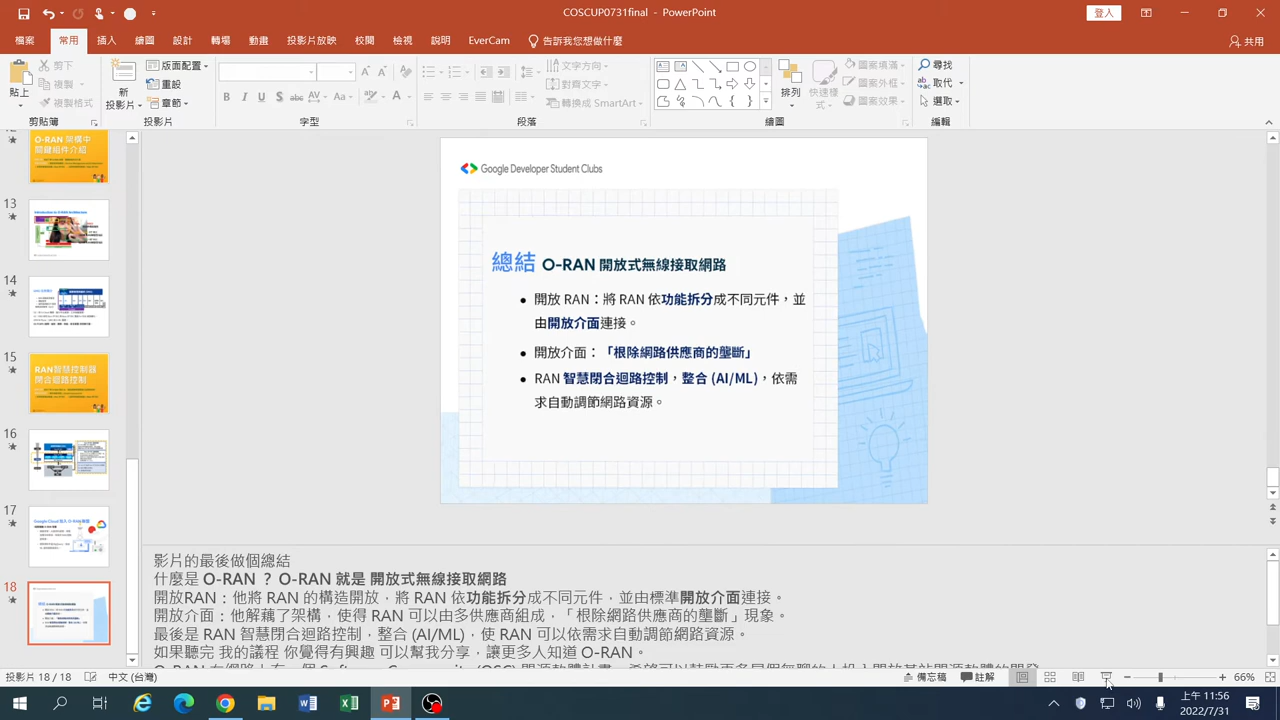 COSCUP0731final - PowerPoint
登入
檔案 常用 插入 繪圖 設計 轉場 動畫 投影片放映 校閱 檢視 說明 EverCam 告訴我您想做什麼 共用
貼上 剪下 複製 複製格式 剪貼簿
新投影片 版面配置 重設 章節 投影片
B I U S abc AV Aa A 字型
文字方向 對齊文字 轉換成 SmartArt 段落
排列 快速樣式 圖案填滿 圖案外框 圖案效果 繪圖
尋找 取代 選取 編輯
O-RAN 架構中
關鍵組件介紹
13
14
15
RAN智慧控制器
閉合迴路控制
16
17
18
Google Developer Student Clubs
總結 O-RAN 開放式無線接取網路
● 開放 RAN：將 RAN 依功能拆分成不同元件，並
由開放介面連接。
● 開放介面：「根除網路供應商的壟斷」
● RAN 智慧閉合迴路控制，整合 (AI/ML)，依需
求自動調節網路資源。
影片的最後做個總結
什麼是 O-RAN ？ O-RAN 就是 開放式無線接取網路
開放RAN：他將 RAN 的構造開放，將 RAN 依功能拆分成不同元件，並由標準開放介面連接。
開放介面：他解藕了架構，使得 RAN 可以由多供應商組成，「根除網路供應商的壟斷」現象。
最後是 RAN 智慧閉合迴路控制，整合 (AI/ML)，使 RAN 可以依需求自動調節網路資源。
如果聽完 我的議程 你覺得有興趣 可以幫我分享，讓更多人知道 O-RAN。
投影片 18 / 18 中文 (台灣) 備忘稿 註解 66%
上午 11:56
2022/7/31